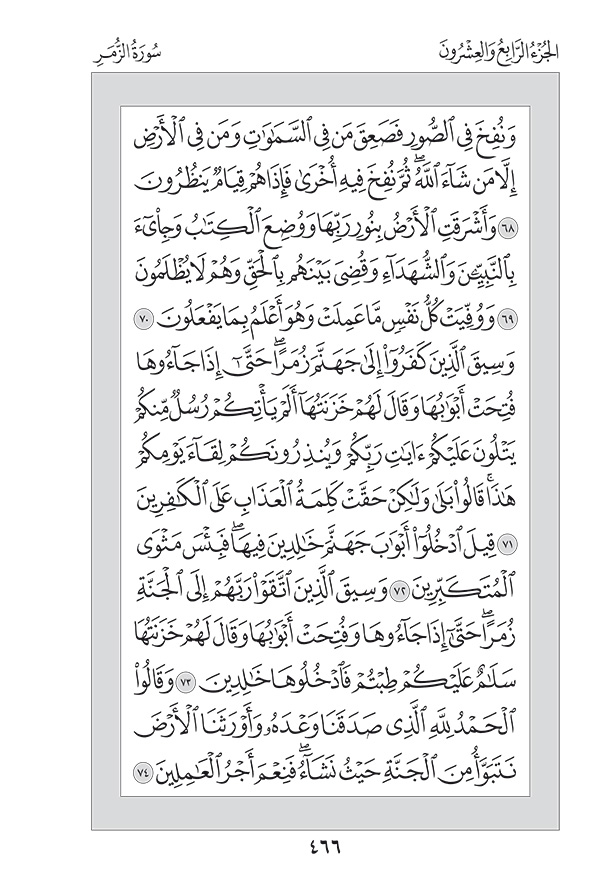 الجُزْءُ الرَّابِعُ وَالعِشْرُونَ
سُورَةُ الزُّمَرِ
وَنُفِخَ فِي ٱلصُّورِ فَصَعِقَ مَن فِي ٱلسَّمَٰوَٰتِ وَمَن فِي ٱلْأَرْضِ
إِلَّا مَن شَآءَ ٱللَّهُۖ ثُمَّ نُفِخَ فِيهِ أُخْرَىٰ فَإِذَا هُمْ قِيَامٌ يَنظُرُونَ
٦٨ وَأَشْرَقَتِ ٱلْأَرْضُ بِنُورِ رَبِّهَا وَوُضِعَ ٱلْكِتَٰبُ وَجِا۟يٓءَ
بِٱلنَّبِيِّـۧنَ وَٱلشُّهَدَآءِ وَقُضِيَ بَيْنَهُم بِٱلْحَقِّ وَهُمْ لَا يُظْلَمُونَ
٦٩ وَوُفِّيَتْ كُلُّ نَفْسٍ مَّا عَمِلَتْ وَهُوَ أَعْلَمُ بِمَا يَفْعَلُونَ ٧٠
وَسِيقَ ٱلَّذِينَ كَفَرُوٓا۟ إِلَىٰ جَهَنَّمَ زُمَرًاۖ حَتَّىٰٓ إِذَا جَآءُوهَا
فُتِحَتْ أَبْوَٰبُهَا وَقَالَ لَهُمْ خَزَنَتُهَآ أَلَمْ يَأْتِكُمْ رُسُلٌ مِّنكُمْ
يَتْلُونَ عَلَيْكُمْ ءَايَٰتِ رَبِّكُمْ وَيُنذِرُونَكُمْ لِقَآءَ يَوْمِكُمْ
هَٰذَاۚ قَالُوا۟ بَلَىٰ وَلَٰكِنْ حَقَّتْ كَلِمَةُ ٱلْعَذَابِ عَلَى ٱلْكَٰفِرِينَ
٧١ قِيلَ ٱدْخُلُوٓا۟ أَبْوَٰبَ جَهَنَّمَ خَٰلِدِينَ فِيهَاۖ فَبِئْسَ مَثْوَى
ٱلْمُتَكَبِّرِينَ ٧٢ وَسِيقَ ٱلَّذِينَ ٱتَّقَوْا۟ رَبَّهُمْ إِلَى ٱلْجَنَّةِ
زُمَرًاۖ حَتَّىٰٓ إِذَا جَآءُوهَا وَفُتِحَتْ أَبْوَٰبُهَا وَقَالَ لَهُمْ خَزَنَتُهَا
سَلَٰمٌ عَلَيْكُمْ طِبْتُمْ فَٱدْخُلُوهَا خَٰلِدِينَ ٧٣ وَقَالُوا۟
ٱلْحَمْدُ لِلَّهِ ٱلَّذِي صَدَقَنَا وَعْدَهُۥ وَأَوْرَثَنَا ٱلْأَرْضَ
نَتَبَوَّأُ مِنَ ٱلْجَنَّةِ حَيْثُ نَشَآءُۖ فَنِعْمَ أَجْرُ ٱلْعَٰمِلِينَ ٧٤
٤٦٦